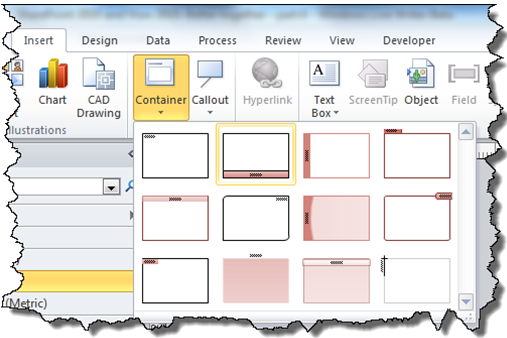 Insert Design Data Process Review View Developer
Chart CAD Drawing Container Callout Hyperlink Text Box ScreenTip Object Field
llustrations
(Metric)